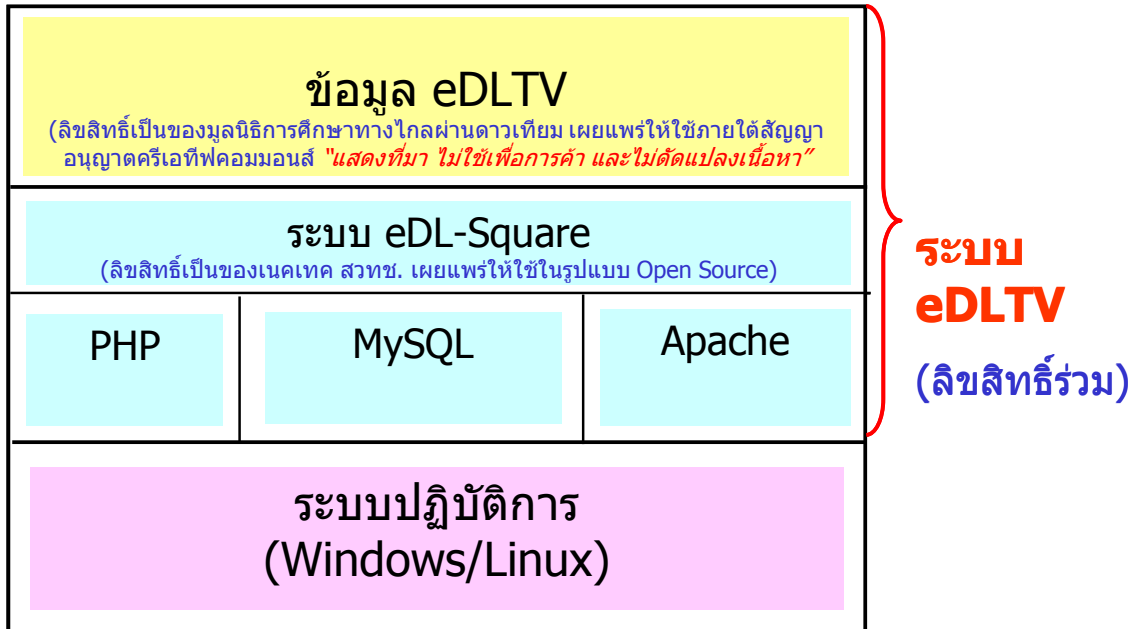 ข้อมูล eDLTV
(ลิขสิทธิ์เป็นของมูลนิธิการศึกษาทางไกลผ่านดาวเทียม เผยแพร่ให้ใช้ภายใต้สัญญา
อนุญาตครีเอทีฟคอมมอนส์ “แสดงที่มา ไม่ใช้เพื่อการค้า และไม่ดัดแปลงเนื้อหา”
ระบบ eDL-Square
(ลิขสิทธิ์เป็นของเนคเทค สวทช. เผยแพร่ให้ใช้ในรูปแบบ Open Source)
PHP
MySQL
Apache
ระบบปฏิบัติการ
(Windows/Linux)
ระบบ
eDLTV
(ลิขสิทธิ์ร่วม)